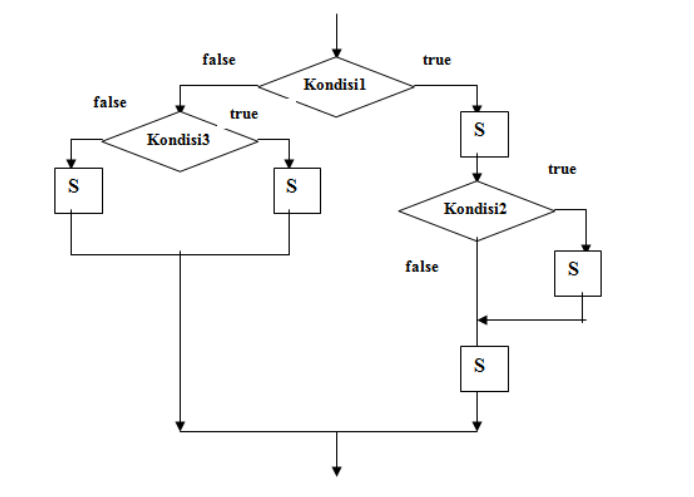 false
true
Kondisi1
false
true
Kondisi3
S
true
S
S
Kondisi2
false
S
S